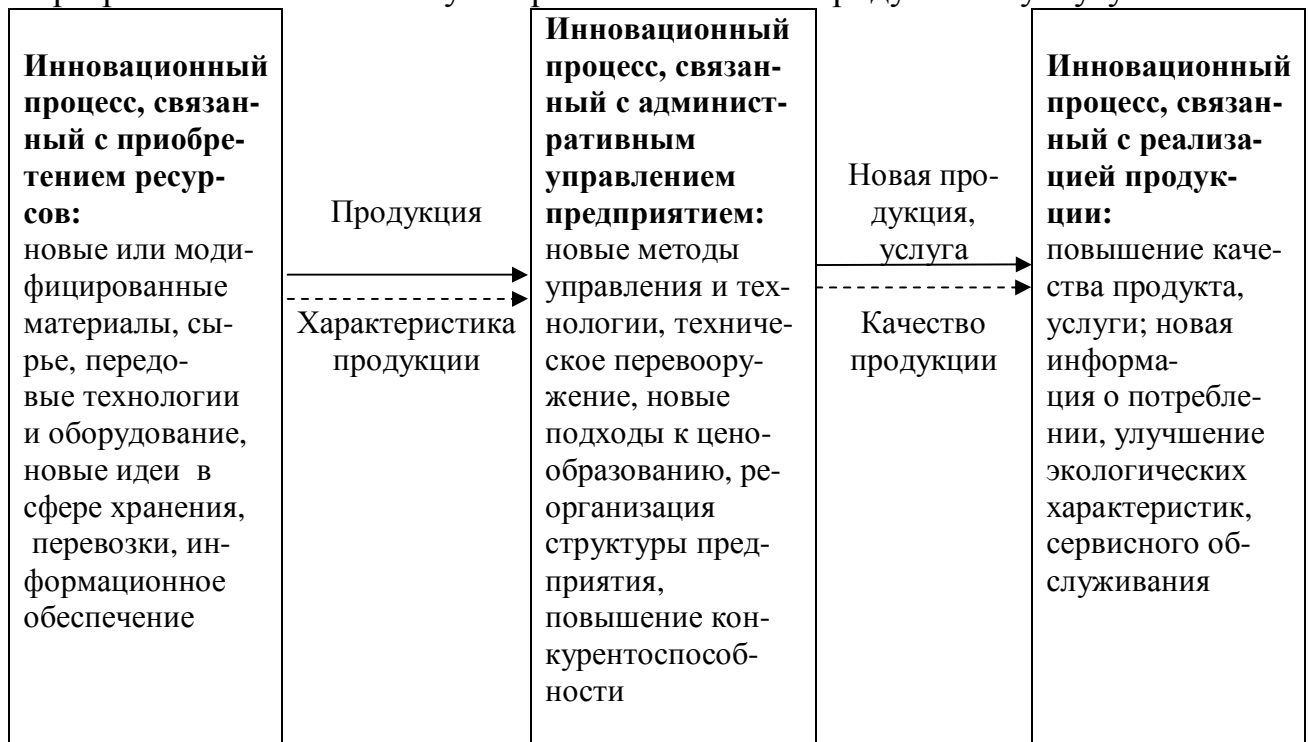 Инновационный
процесс, связан-
ный с приобре-
тением ресур-
сов:
новые или моди-
фицированные
материалы, сы-
рье, передо-
вые технологии
и оборудование,
новые идеи в
сфере хранения,
перевозки, ин-
формационное
обеспечение
Продукция
Характеристика
продукции
Инновационный
процесс, связан-
ный с админист-
ративным
управлением
предприятием:
новые методы
управления и тех-
нологии, техниче-
ское перевоору-
жение, новые
подходы к цено-
образованию, ре-
организация
структуры пред-
приятия,
повышение кон-
курентоспособ-
ности
Новая про-
дукция,
услуга
Качество
продукции
Инновационный
процесс, связан-
ный с реализа-
цией продук-
ции:
повышение каче-
ства продукта,
услуги; новая
информа-
ция о потребле-
нии, улучшение
экологических
характеристик,
сервисного об-
служивания